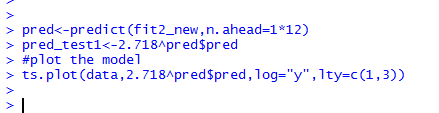 >
>
> pred<-predict(fit2_new,n.ahead=1*12)
> pred_test1<-2.718^pred$pred
> #plot the model
> ts.plot(data,2.718^pred$pred,log="y",lty=c(1,3))
>
>